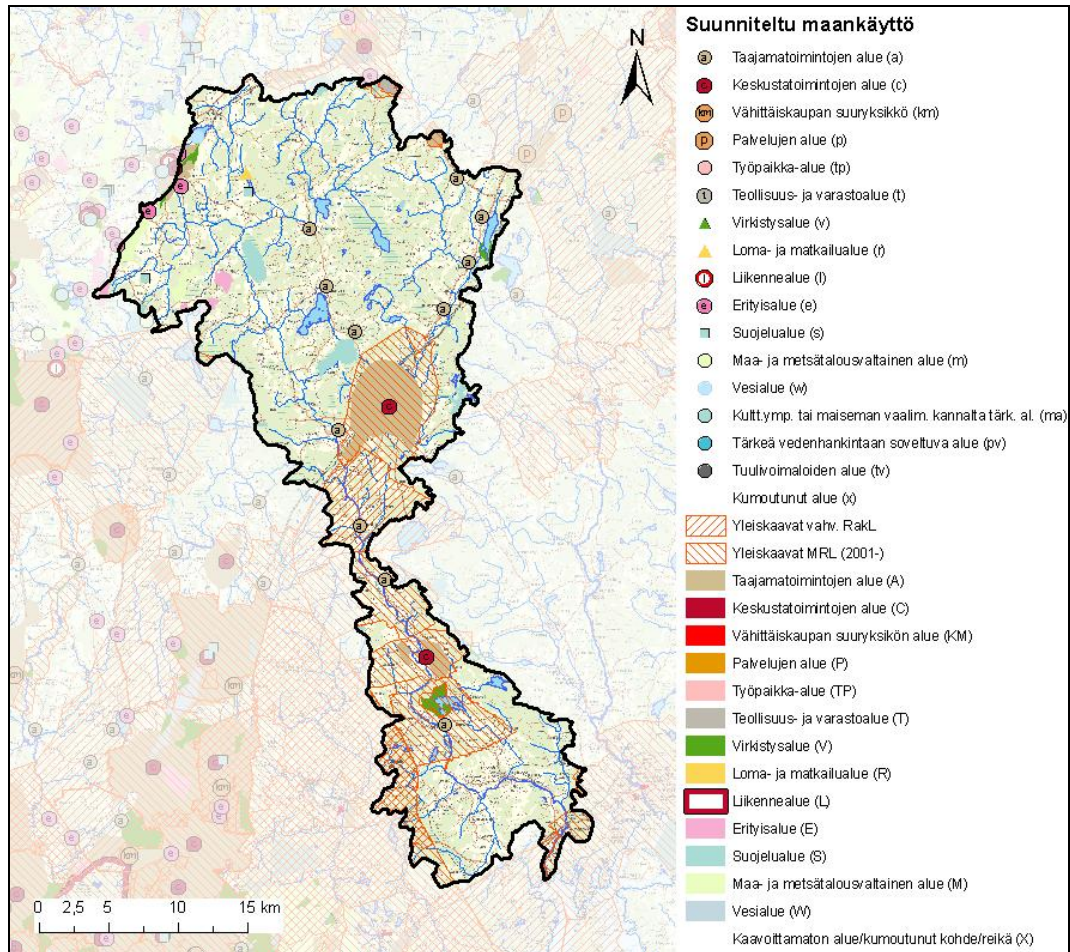 Suunniteltu maankäyttö
N
a Taajamatoimintojen alue (a)
c Keskustatoimintojen alue (c)
km Vähittäiskaupan suuryksikkö (km)
p Palvelujen alue (p)
Työpaikka-alue (tp)
t Teollisuus- ja varastoalue (t)
Virkistysalue (v)
Loma- ja matkailualue (r)
l Liikennealue (l)
e Erityisalue (e)
Suojelualue (s)
Maa- ja metsätalousvaltainen alue (m)
Vesialue (w)
Kultt.ymp. tai maiseman vaalim. kannalta tärk. al. (ma)
Tärkeä vedenhankintaan soveltuva alue (pv)
Tuulivoimaloiden alue (tv)
Kumoutunut alue (x)
Yleiskaavat vahv. RakL
Yleiskaavat MRL (2001-)
Taajamatoimintojen alue (A)
Keskustatoimintojen alue (C)
Vähittäiskaupan suuryksikön alue (KM)
Palvelujen alue (P)
Työpaikka-alue (TP)
Teollisuus- ja varastoalue (T)
Virkistysalue (V)
Loma- ja matkailualue (R)
Liikennealue (L)
Erityisalue (E)
Suojelualue (S)
Maa- ja metsätalousvaltainen alue (M)
Vesialue (W)
Kaavoittamaton alue/kumoutunut kohde/reikä (X)
0 2,5 5 10 15 km